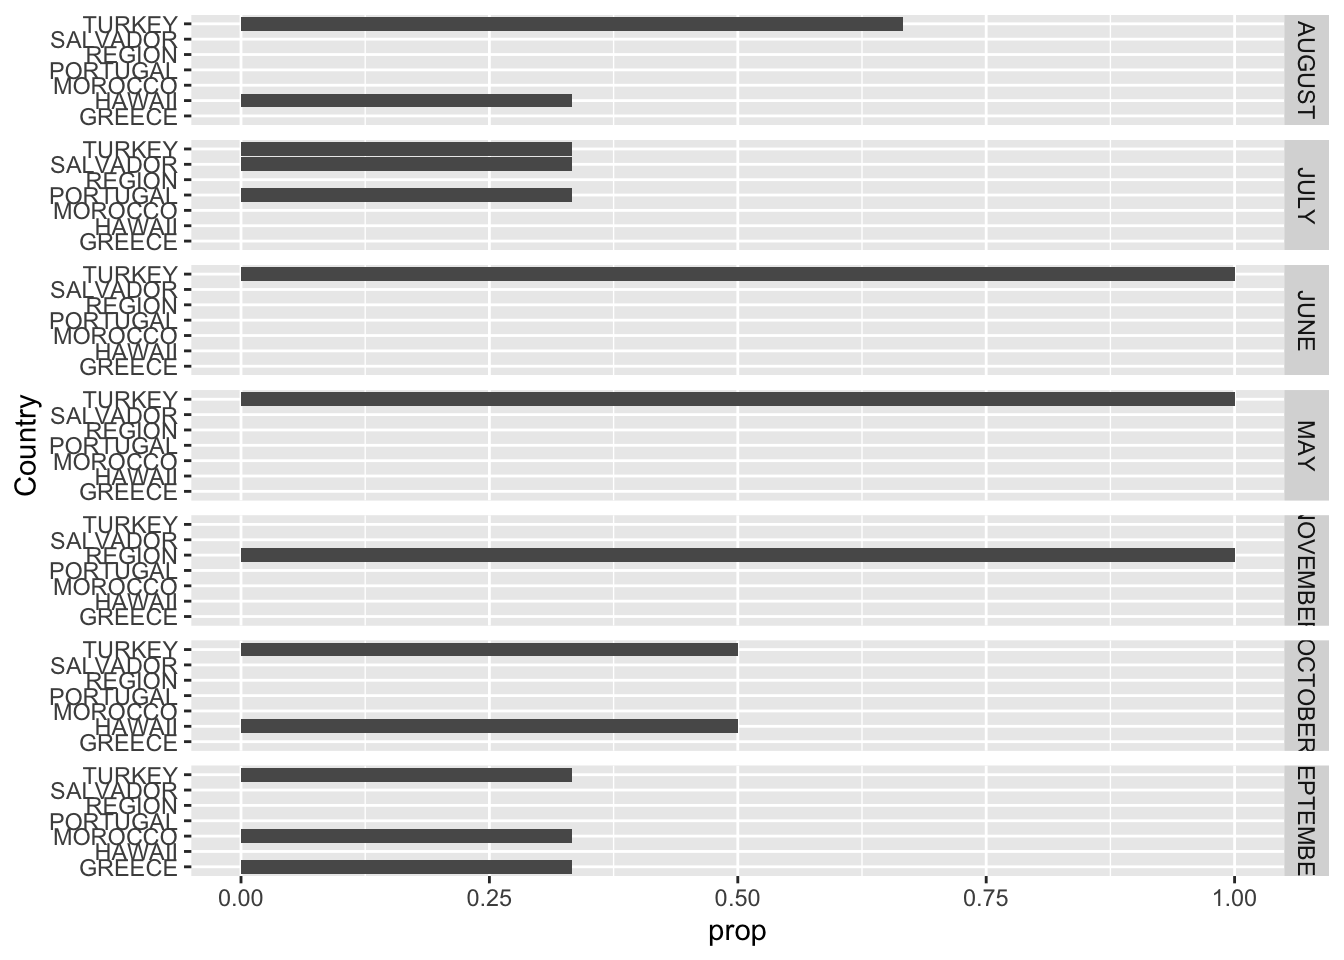 TURKEY
SALVADOR
REGION
PORTUGAL
MOROCCO
HAWAII
GREECE
AUGUST
TURKEY
SALVADOR
REGION
PORTUGAL
MOROCCO
HAWAII
GREECE
JULY
TURKEY
SALVADOR
REGION
PORTUGAL
MOROCCO
HAWAII
GREECE
JUNE
Country
TURKEY
SALVADOR
REGION
PORTUGAL
MOROCCO
HAWAII
GREECE
MAY
TURKEY
SALVADOR
REGION
PORTUGAL
MOROCCO
HAWAII
GREECE
NOVEMBER
TURKEY
SALVADOR
REGION
PORTUGAL
MOROCCO
HAWAII
GREECE
OCTOBER
TURKEY
SALVADOR
REGION
PORTUGAL
MOROCCO
HAWAII
GREECE
EPTEMBE
0.00 0.25 0.50 0.75 1.00
prop